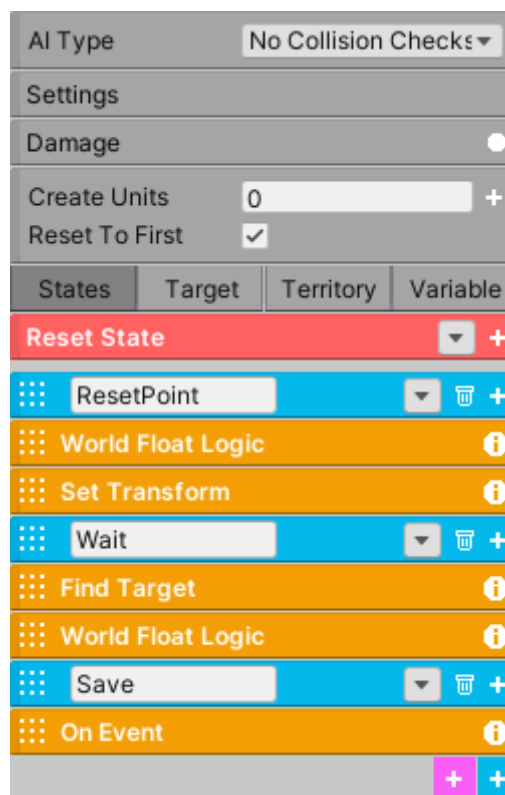 AI Type No Collision Checks
Settings
Damage
Create Units 0
Reset To First
States Target Territory Variable
Reset State
ResetPoint
World Float Logic
Set Transform
Wait
Find Target
World Float Logic
Save
On Event